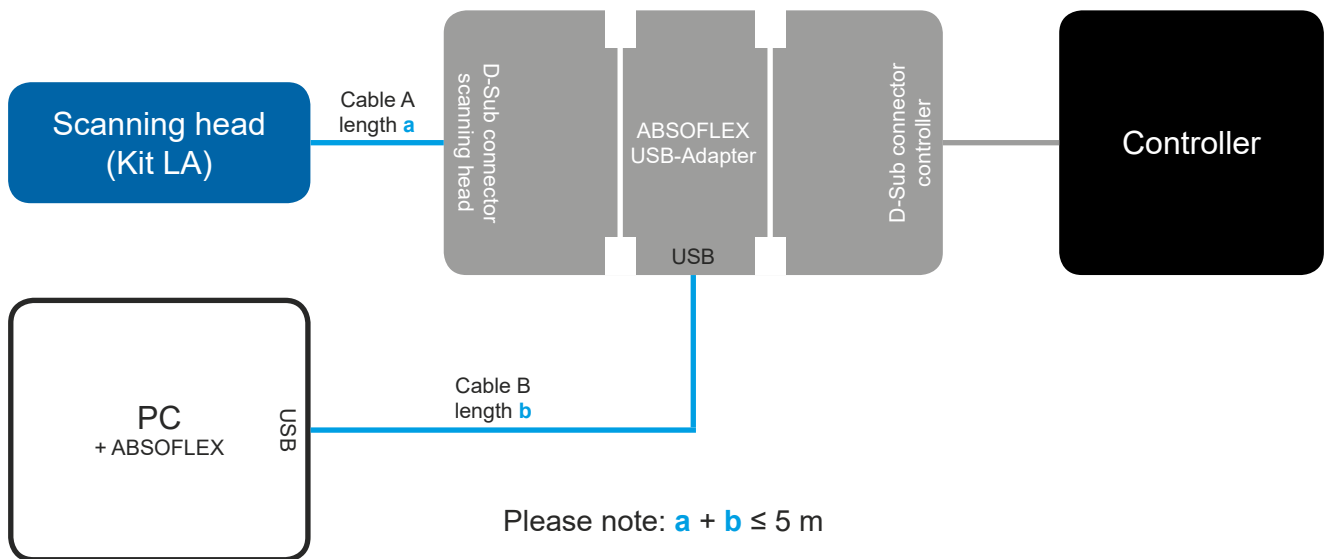 Scanning head
(Kit LA)
Cable A
length a
D-Sub connector
scanning head
ABSOFLEX
USB-Adapter
USB
D-Sub connector
controller
Controller
PC
+ ABSOFLEX
USB
Cable B
length b
Please note: a + b ≤ 5 m